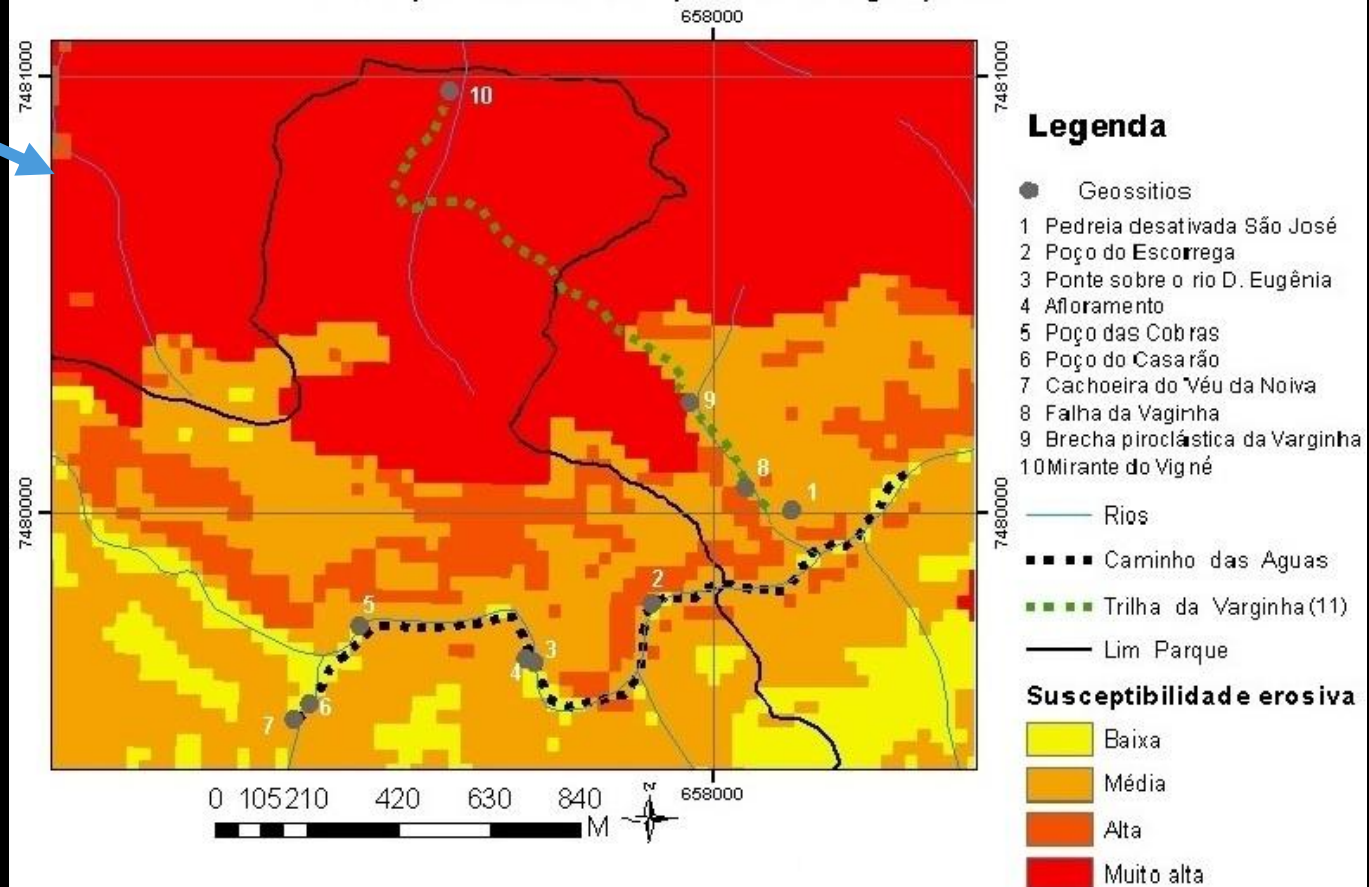 658000
7481000
7481000
10
9
8
1
7480000
7480000
2
5
3
4
6
7
0 105210 420 630 840
M
N
658000
Legenda
Geossitios
1 Pedreia desativada São José
2 Poço do Escorrega
3 Ponte sobre o rio D. Eugênia
4 Afloramento
5 Poço das Cobras
6 Poço do Casarão
7 Cachoeira do Véu da Noiva
8 Falha da Vaginha
9 Brecha piroclástica da Varginha
10Mirante do Vigné
Rios
Caminho das Aguas
Trilha da Varginha(11)
Lim Parque
Susceptibilidade erosiva
Baixa
Média
Alta
Muito alta